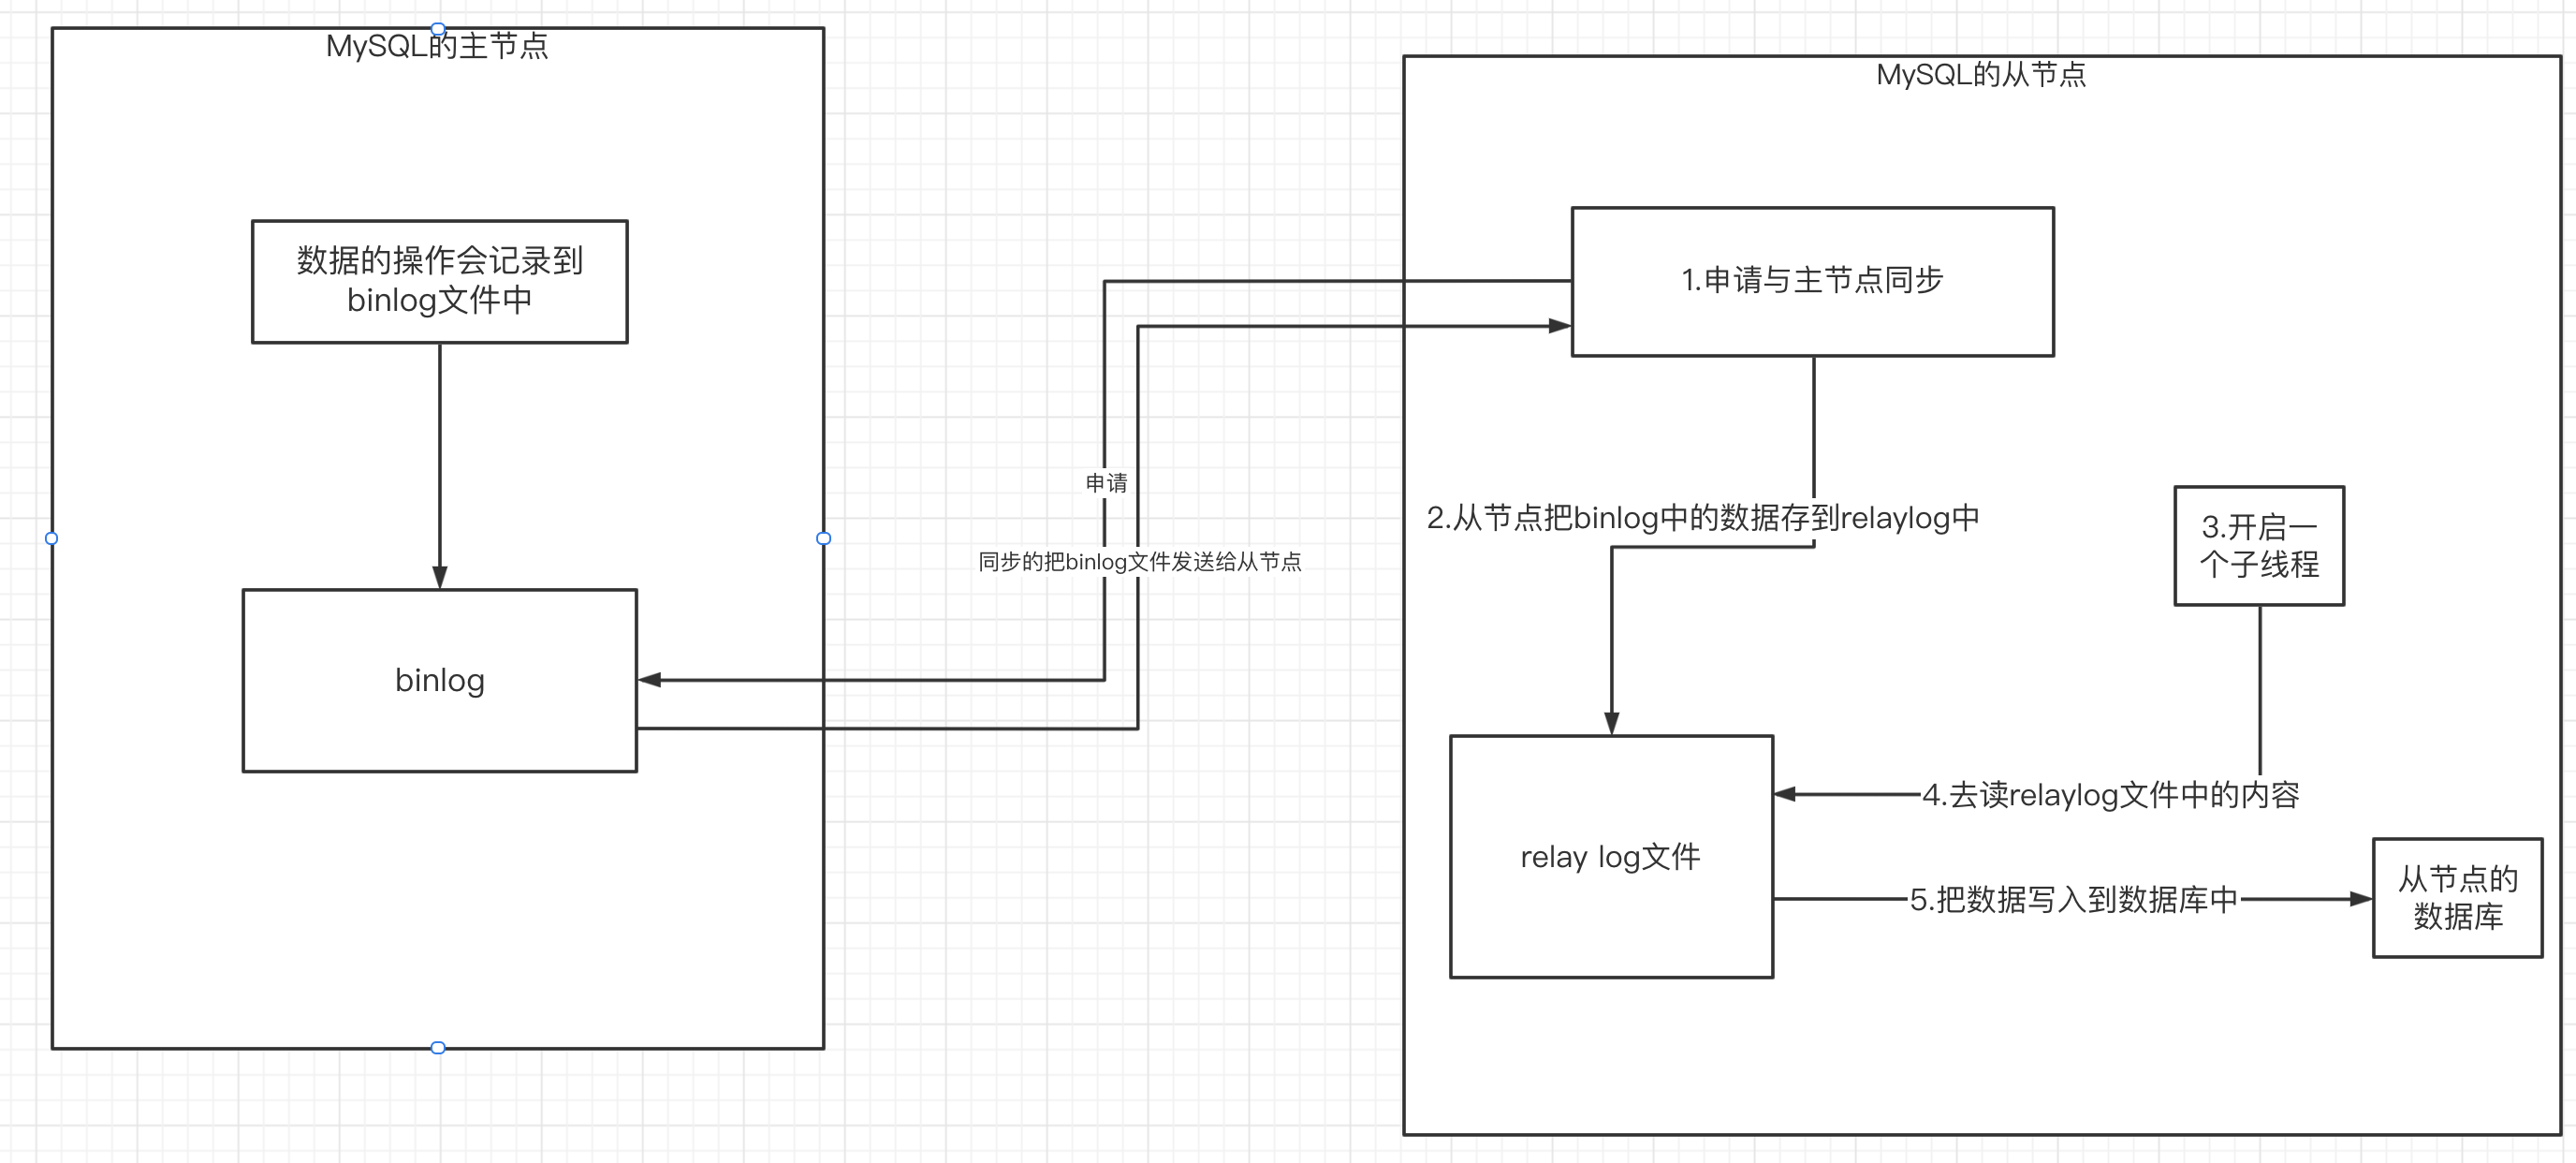 MySQL的主节点
数据的操作会记录到
binlog文件中
binlog
申请
同步的把binlog文件发送给从节点
MySQL的从节点
1.申请与主节点同步
2.从节点把binlog中的数据存到relaylog中
3.开启一
个子线程
4.去读relaylog文件中的内容
relay log文件
5.把数据写入到数据库中
从节点的
数据库